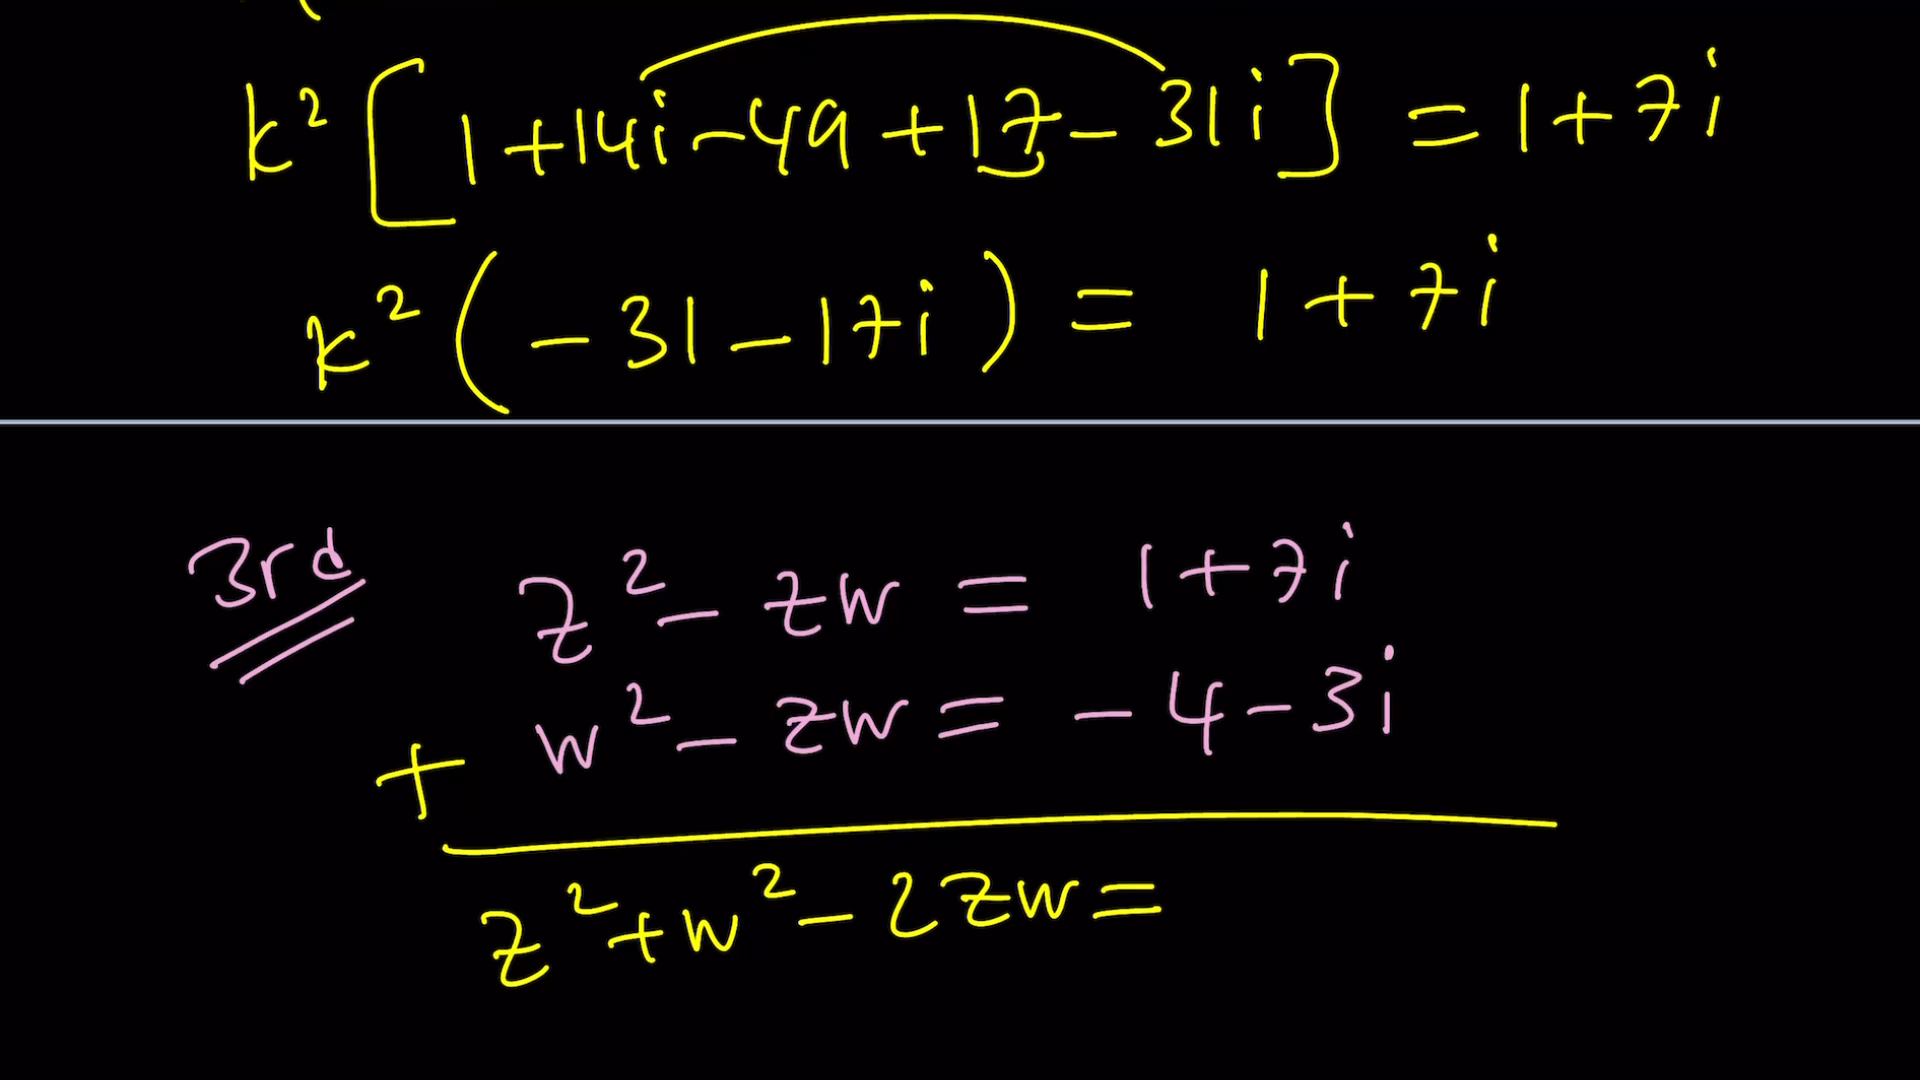 k² [1 + 14i - 49 + 17 - 31i] = 1 + 7i
k² (-31 - 17i) = 1 + 7i
3rd z² - zw = 1 + 7i
+ w² - zw = -4 - 3i
z² + w² - 2zw =